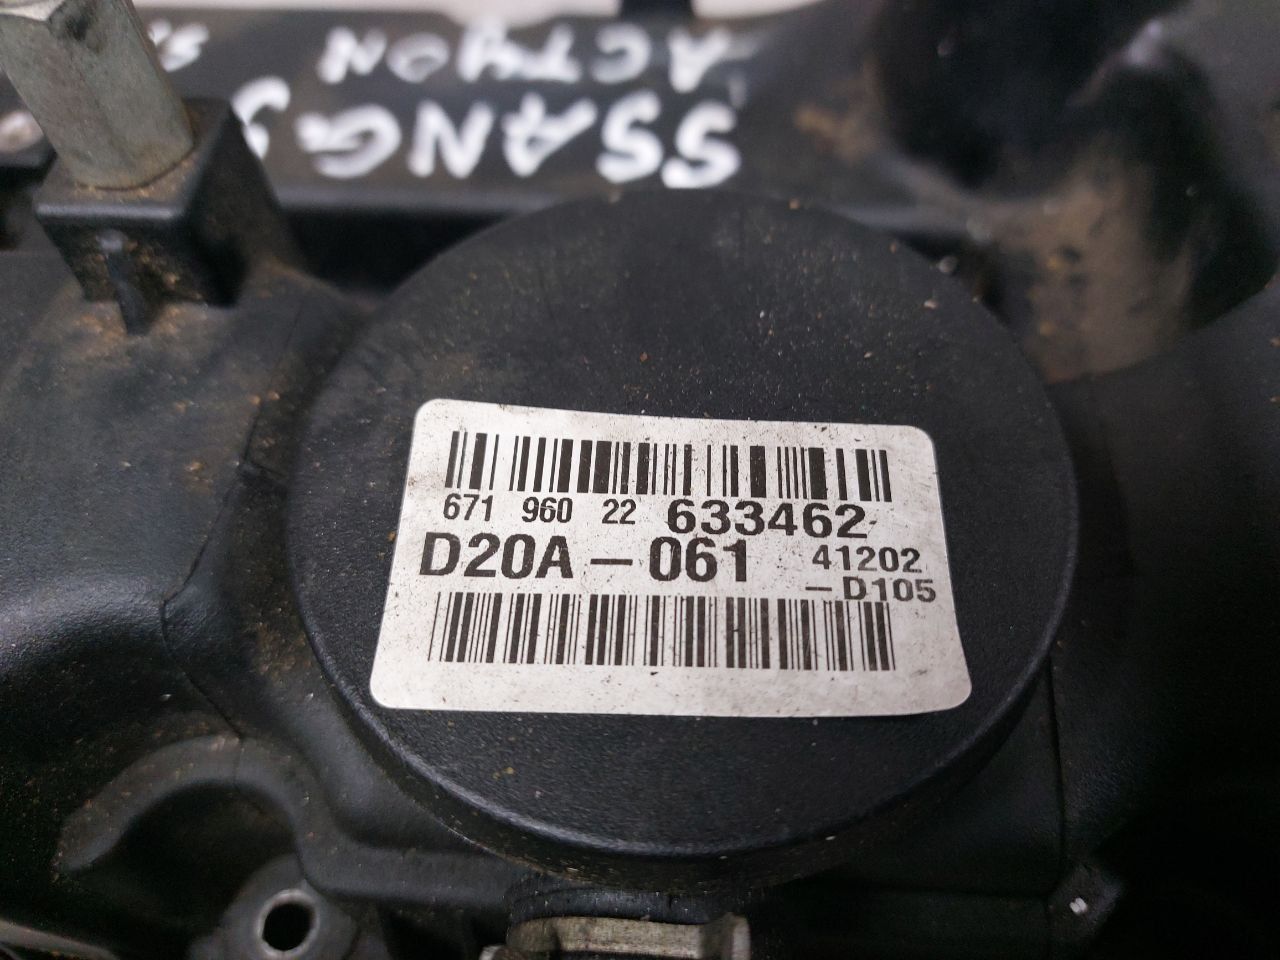 SSANG
ACTYON
671 960 22 633462
D20A-061 41202
-D105